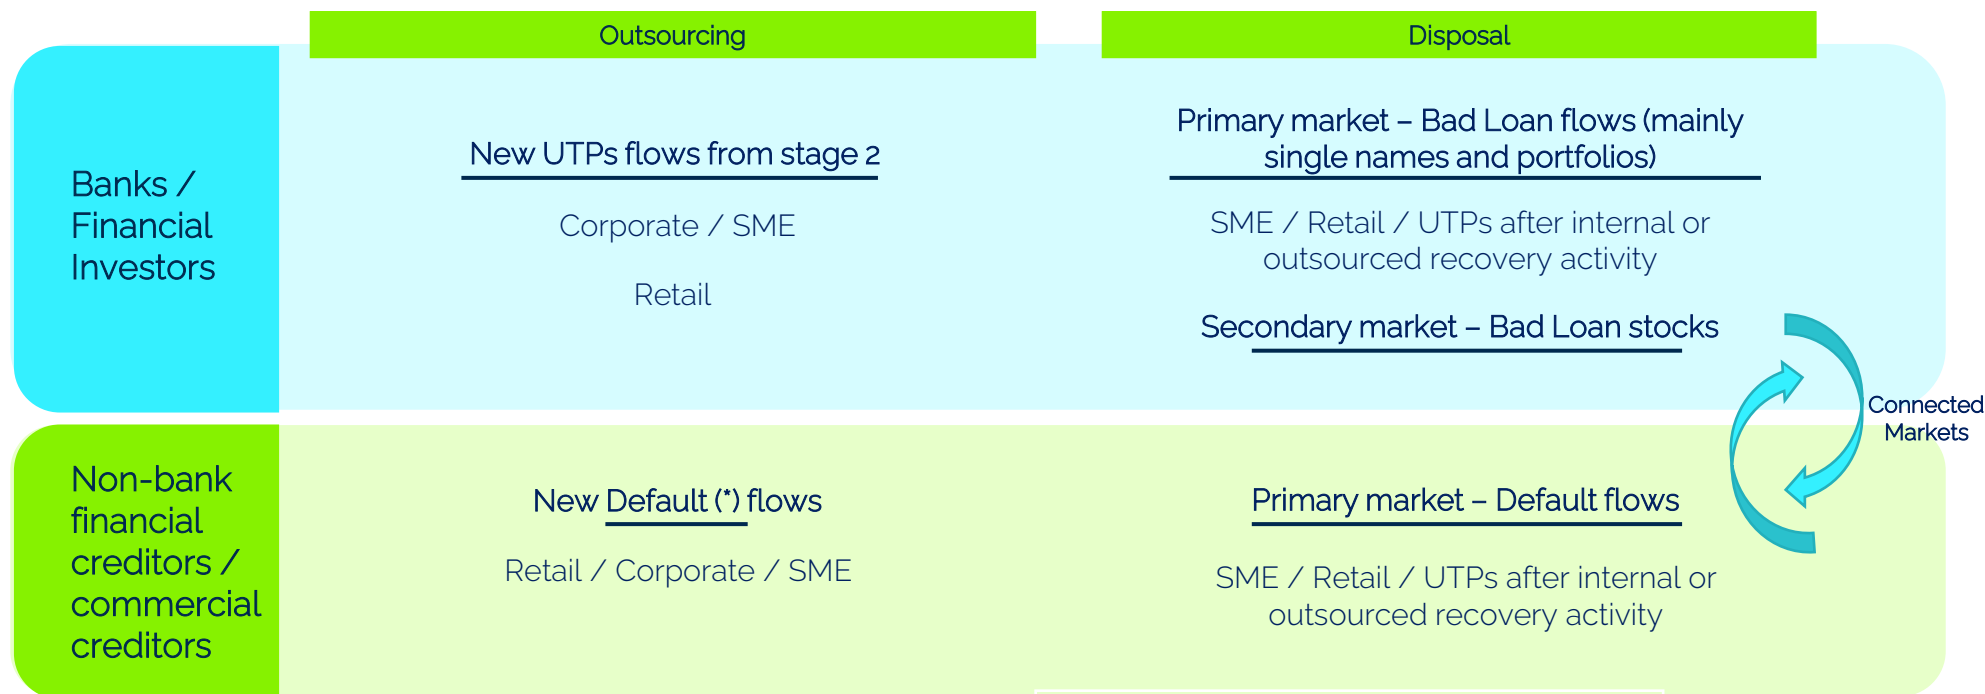 Outsourcing
Disposal
Banks /
Financial
Investors
New UTPs flows from stage 2
Corporate / SME
Retail
Primary market – Bad Loan flows (mainly
single names and portfolios)
SME / Retail / UTPs after internal or
outsourced recovery activity
Secondary market – Bad Loan stocks
Connected
Markets
Non-bank
financial
creditors /
commercial
creditors
New Default (*) flows
Retail / Corporate / SME
Primary market – Default flows
SME / Retail / UTPs after internal or
outsourced recovery activity